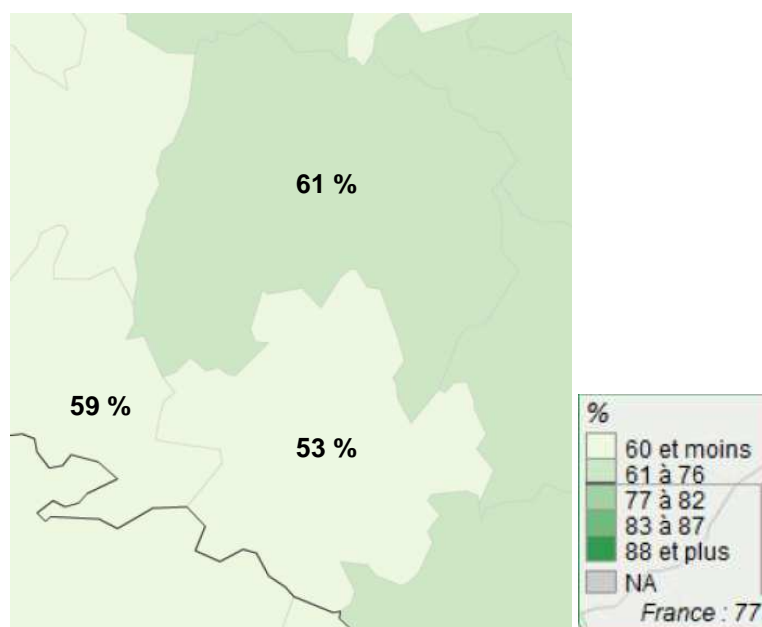 61 %
59 %
53 %
%
60 et moins
61 à 76
77 à 82
83 à 87
88 et plus
NA
France : 77